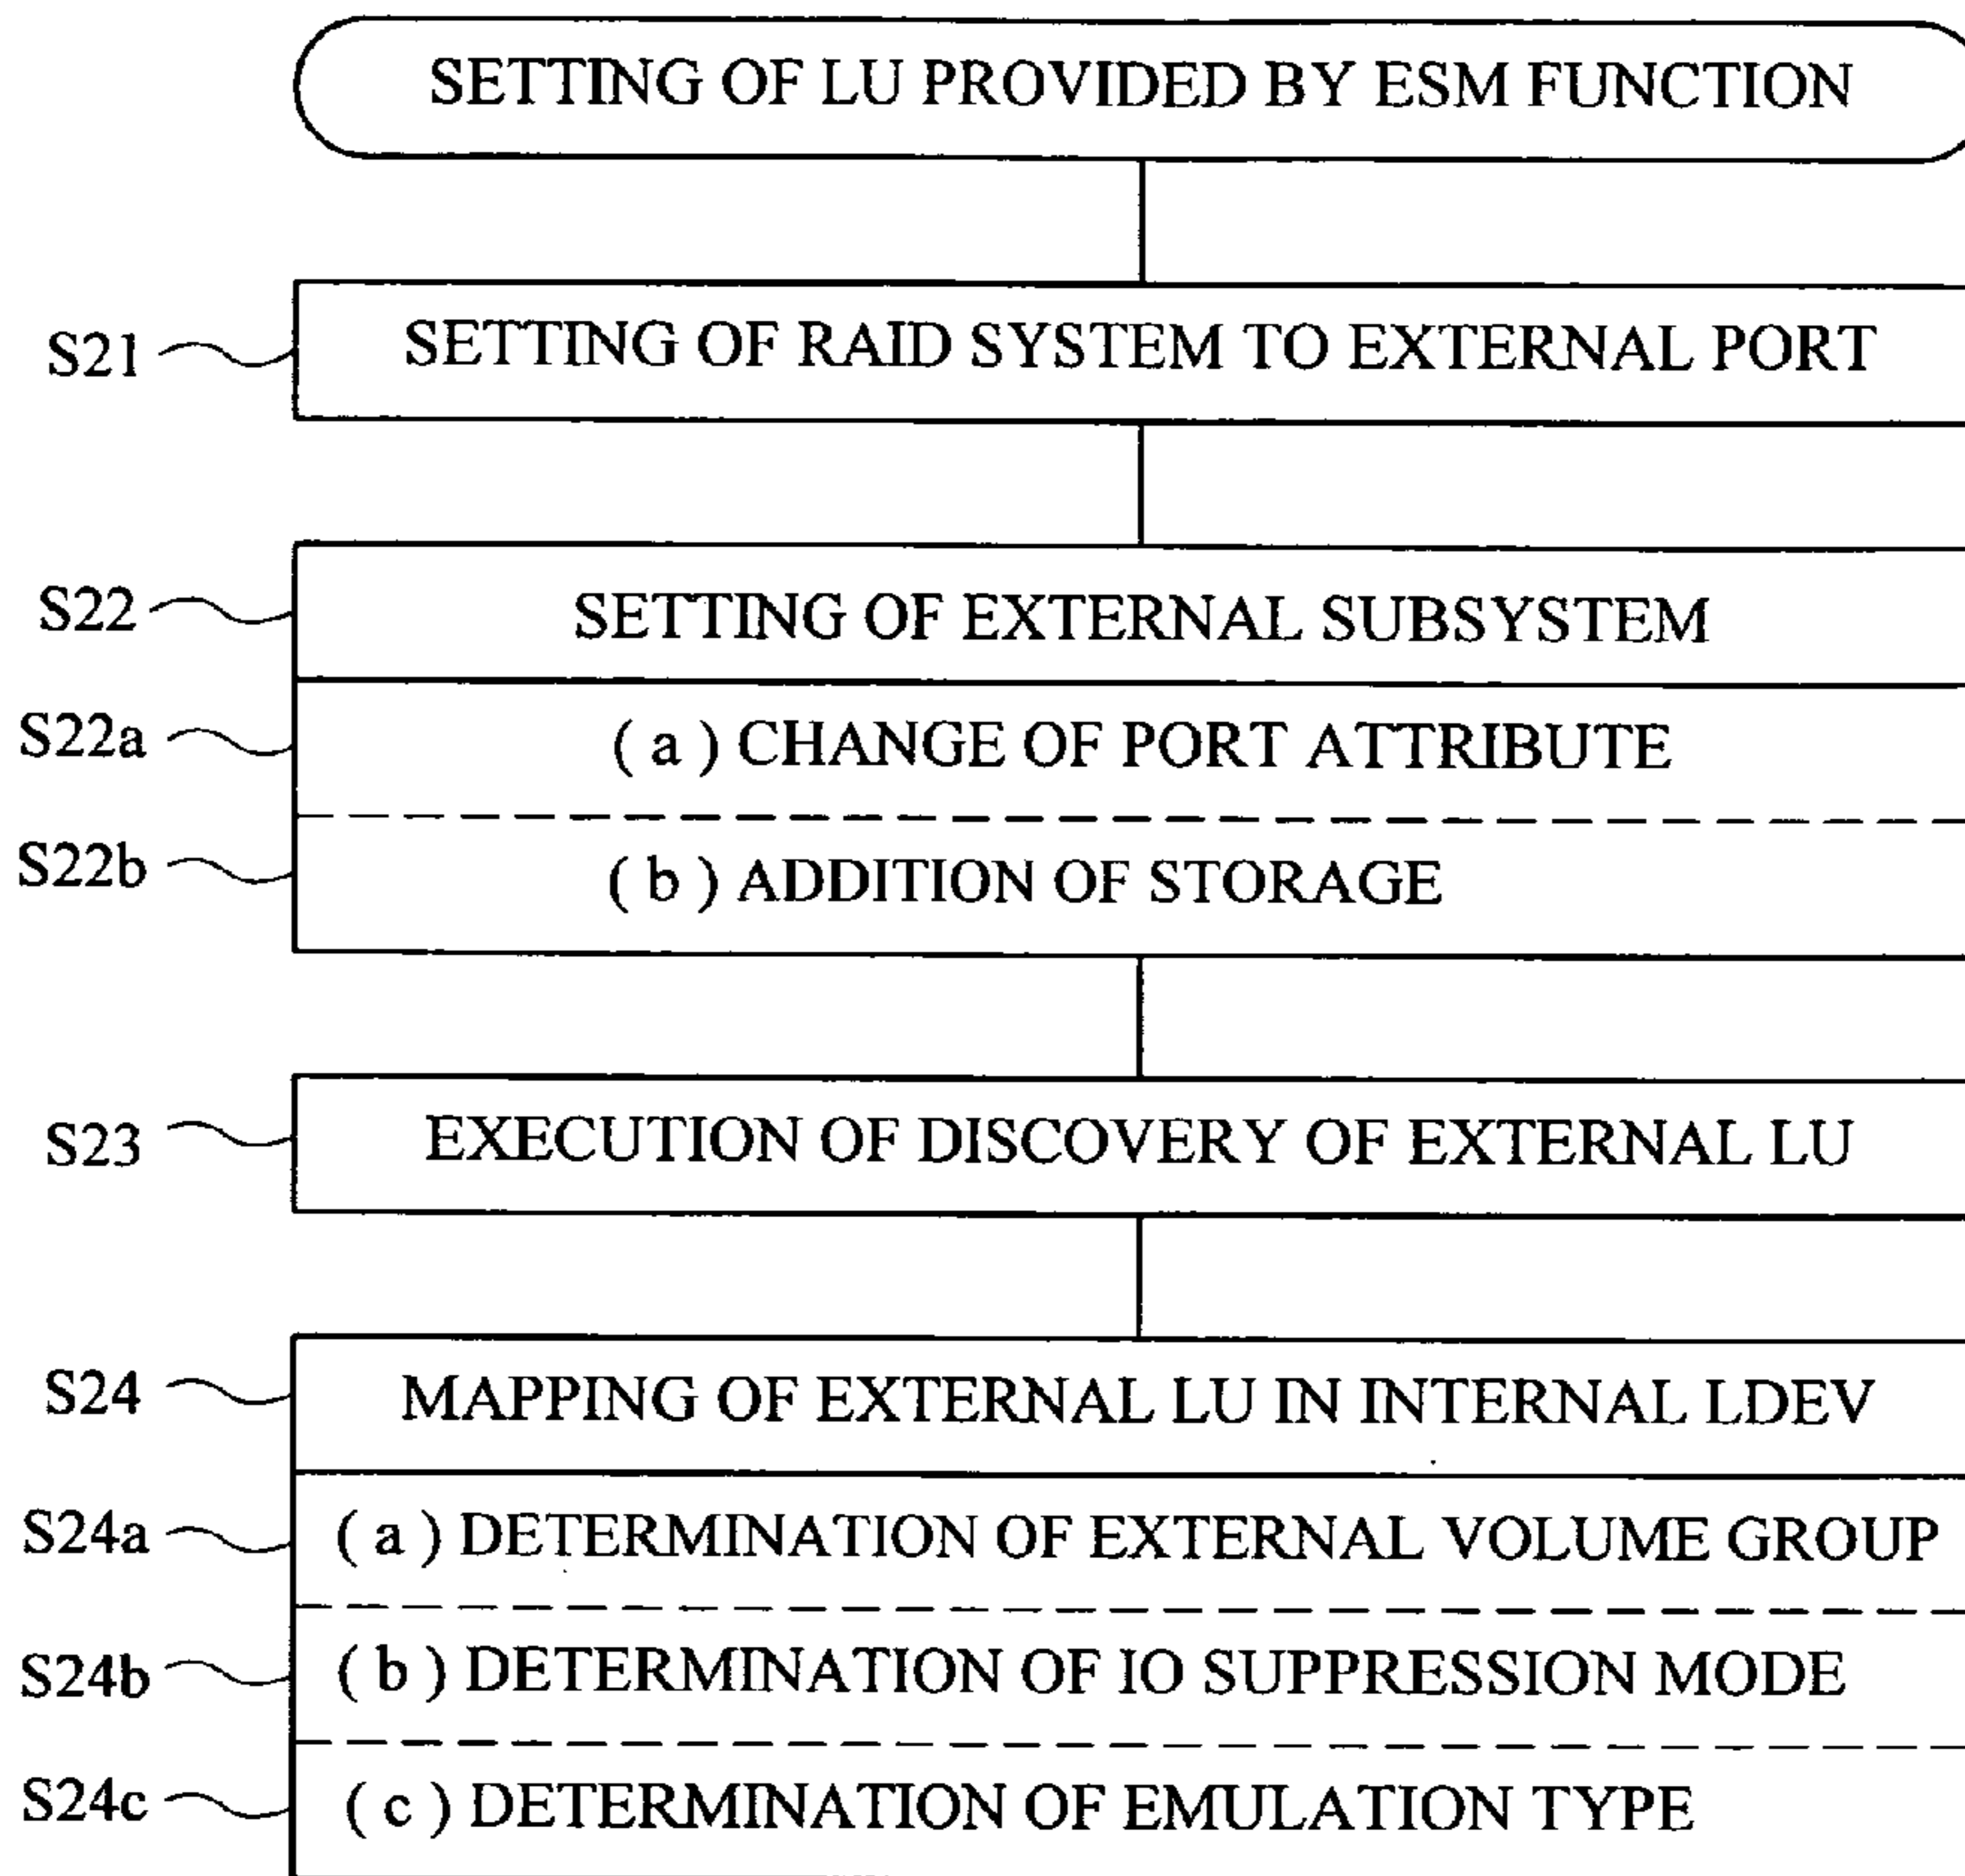 SETTING OF LU PROVIDED BY ESM FUNCTION
S21
SETTING OF RAID SYSTEM TO EXTERNAL PORT
S22
SETTING OF EXTERNAL SUBSYSTEM
S22a
( a ) CHANGE OF PORT ATTRIBUTE
S22b
( b ) ADDITION OF STORAGE
S23
EXECUTION OF DISCOVERY OF EXTERNAL LU
S24
MAPPING OF EXTERNAL LU IN INTERNAL LDEV
S24a
( a ) DETERMINATION OF EXTERNAL VOLUME GROUP
S24b
( b ) DETERMINATION OF IO SUPPRESSION MODE
S24c
( c ) DETERMINATION OF EMULATION TYPE